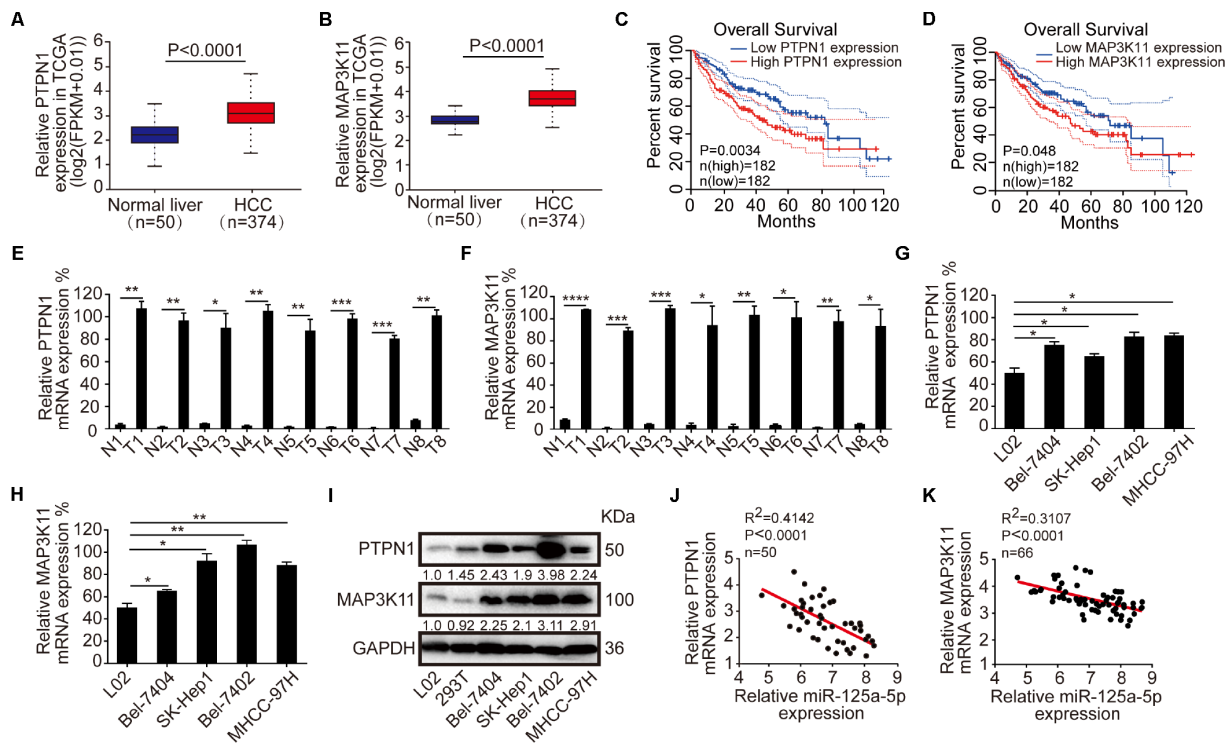 A
Relative PTPN1
expression in TCGA
(log2(FPKM+0.01))
6
5
4
3
2
1
0
P<0.0001
Normal liver
(n=50)
HCC
(n=374)
B
Relative MAP3K11
expression in TCGA
(log2(FPKM+0.01))
6
5
4
3
2
1
0
P<0.0001
Normal liver
(n=50)
HCC
(n=374)
C
Overall Survival
Low PTPN1 expression
High PTPN1 expression
Percent survival
100
80
60
40
20
0
P=0.0034
n(high)=182
n(low)=182
0 20 40 60 80 100 120
Months
D
Overall Survival
Low MAP3K11 expression
High MAP3K11 expression
Percent survival
100
80
60
40
20
0
P=0.048
n(high)=182
n(low)=182
0 20 40 60 80 100 120
Months
E
Relative PTPN1
mRNA expression %
120
100
80
60
40
20
0
** ** * ** ** *** *** **
N1 T1 N2 T2 N3 T3 N4 T4 N5 T5 N6 T6 N7 T7 N8 T8
F
Relative MAP3K11
mRNA expression %
120
100
80
60
40
20
0
**** *** *** * ** * ** *
N1 T1 N2 T2 N3 T3 N4 T4 N5 T5 N6 T6 N7 T7 N8 T8
G
Relative PTPN1
mRNA expression %
120
100
80
60
40
20
0
*
*
*
*
L02 Bel-7404 SK-Hep1 Bel-7402 MHCC-97H
H
Relative MAP3K11
mRNA expression %
120
100
80
60
40
20
0
**
**
*
*
L02 Bel-7404 SK-Hep1 Bel-7402 MHCC-97H
I
KDa
PTPN1 50
1.0 1.45 2.43 1.9 3.98 2.24
MAP3K11 100
1.0 0.92 2.25 2.1 3.11 2.91
GAPDH 36
L02 293T Bel-7404 SK-Hep1 Bel-7402 MHCC-97H
J
R2=0.4142
P<0.0001
n=50
Relative PTPN1
mRNA expression
5
4
3
2
1
4 5 6 7 8 9
Relative miR-125a-5p
expression
K
R2=0.3107
P<0.0001
n=66
Relative MAP3K11
mRNA expression
5
4
3
2
1
4 5 6 7 8 9
Relative miR-125a-5p
expression